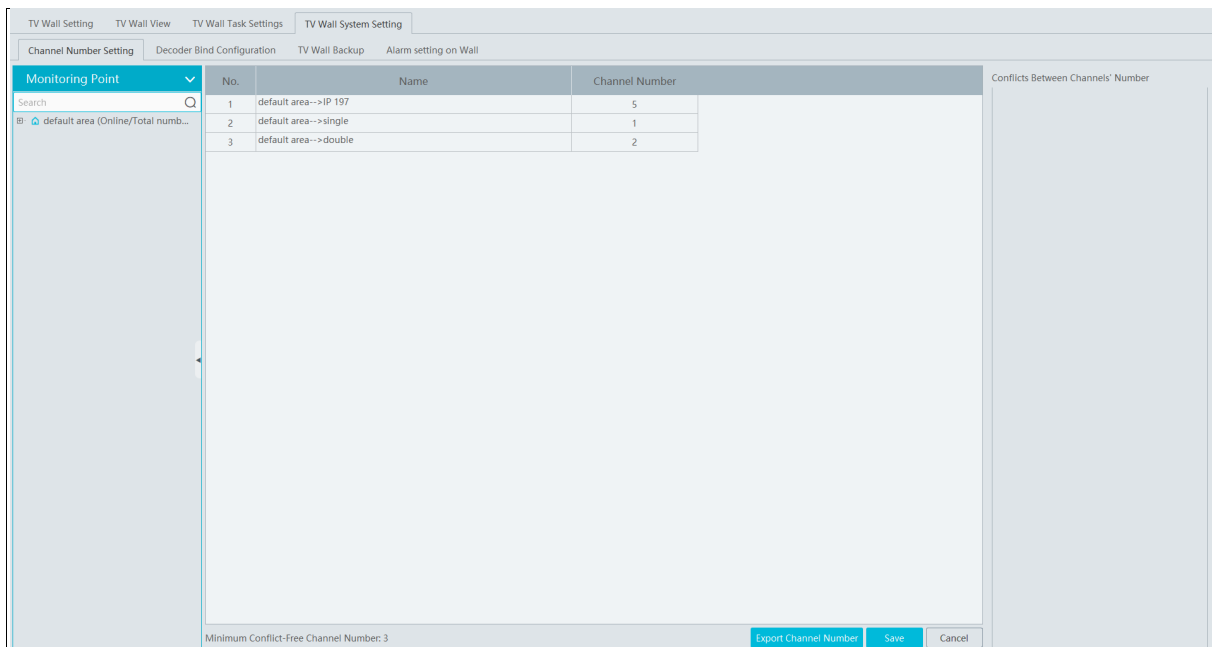 TV Wall Setting TV Wall View TV Wall Task Settings TV Wall System Setting
Channel Number Setting Decoder Bind Configuration TV Wall Backup Alarm setting on Wall
Monitoring Point No. Name Channel Number Conflicts Between Channels' Number
Search 1 default area-->IP 197 5
default area (Online/Total numb... 2 default area-->single 1
3 default area-->double 2
Minimum Conflict-Free Channel Number: 3 Export Channel Number Save Cancel